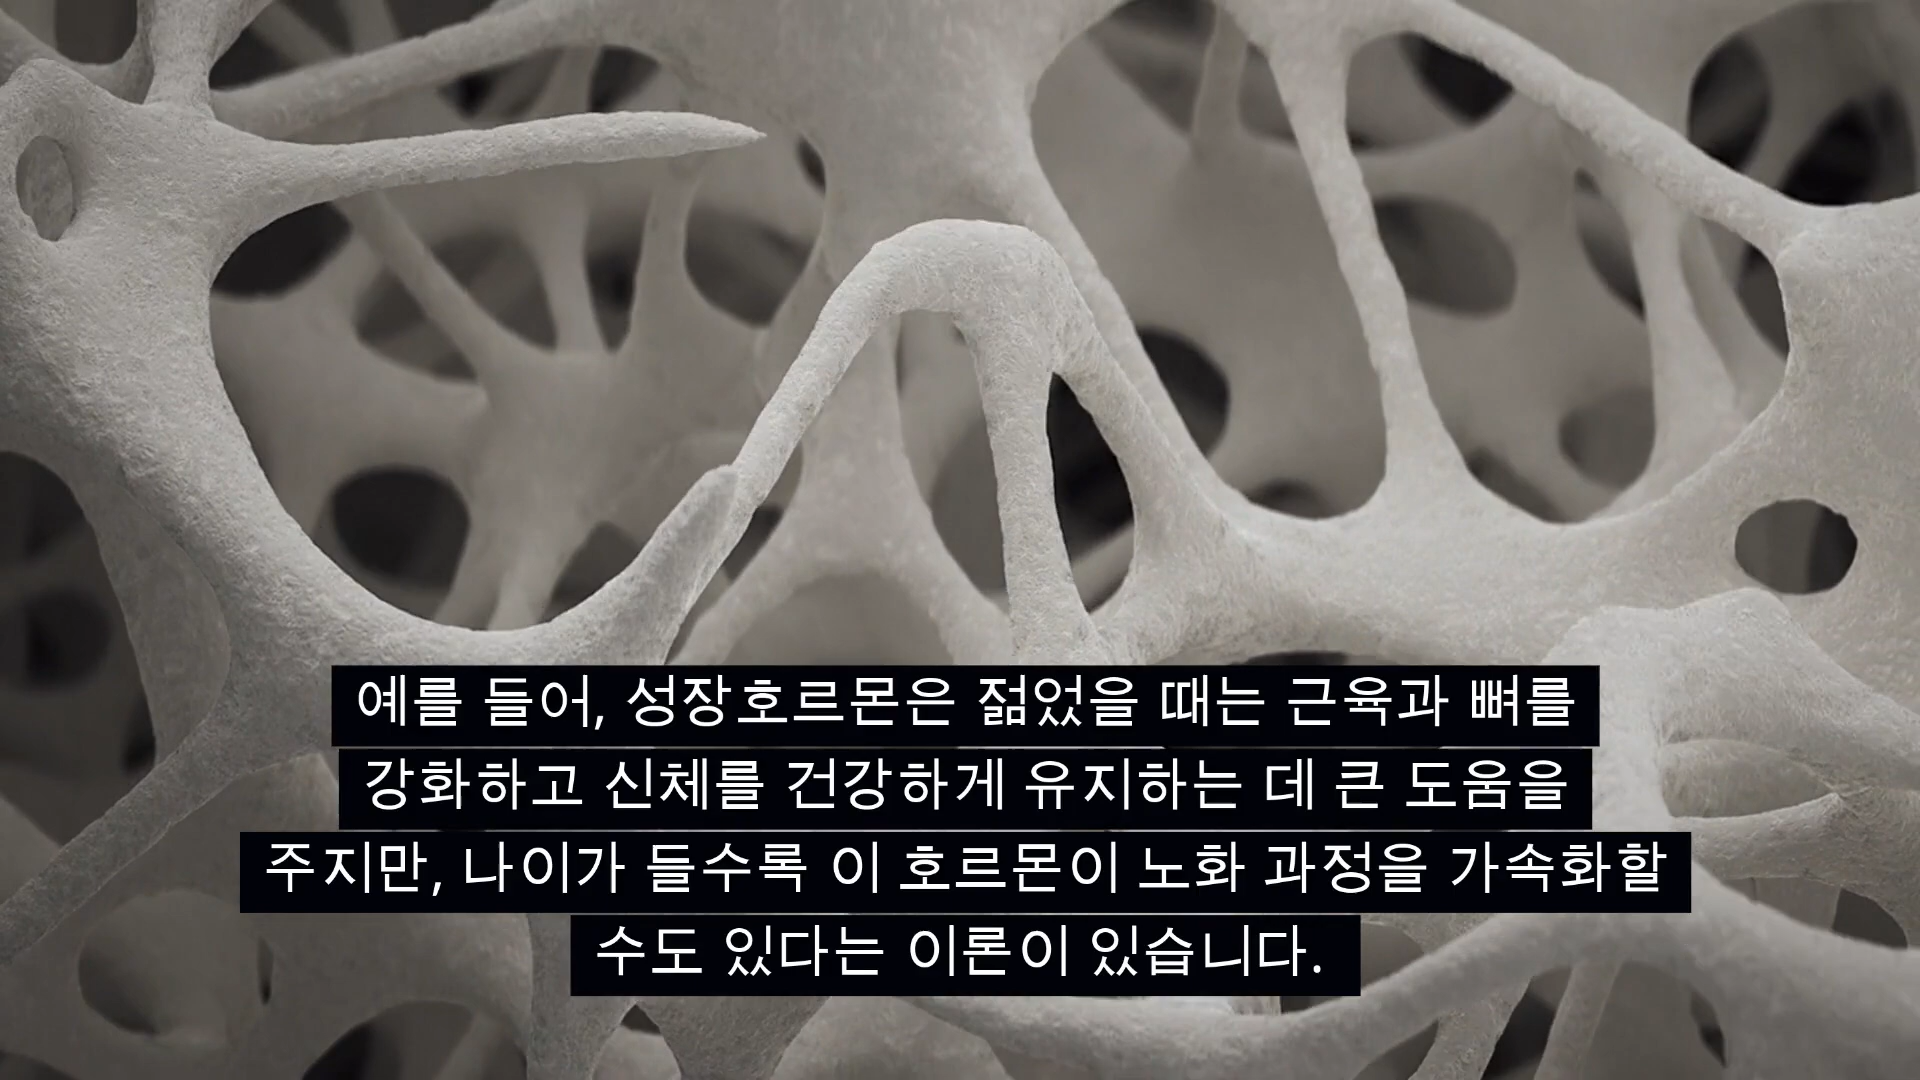 예를 들어, 성장호르몬은 젊었을 때는 근육과 뼈를
강화하고 신체를 건강하게 유지하는 데 큰 도움을
주지만, 나이가 들수록 이 호르몬이 노화 과정을 가속화할
수도 있다는 이론이 있습니다.